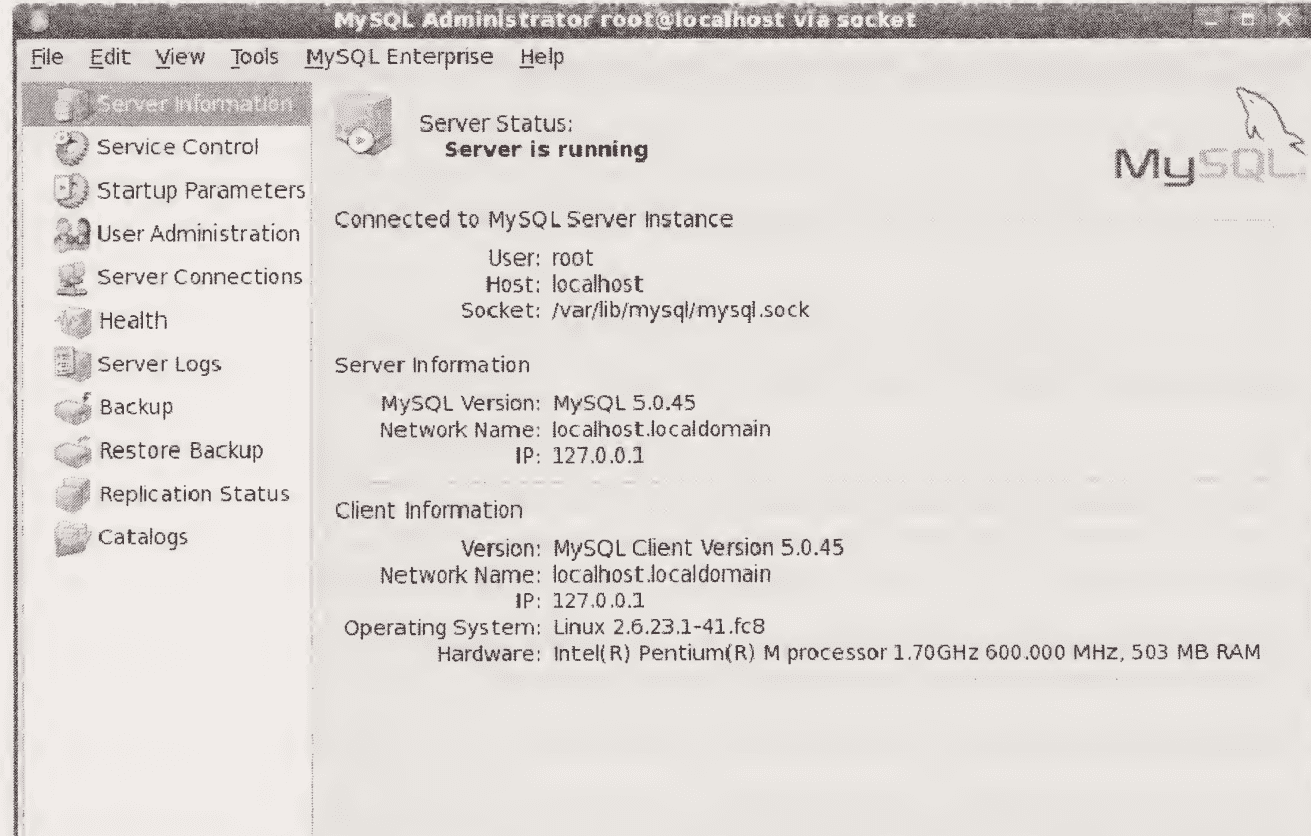 MySQL Administrator root@localhost via socket
File Edit View Tools MySQL Enterprise Help
Server Information
Service Control
Startup Parameters
User Administration
Server Connections
Health
Server Logs
Backup
Restore Backup
Replication Status
Catalogs
Server Status:
Server is running
MySQL
Connected to MySQL Server Instance
User: root
Host: localhost
Socket: /var/lib/mysql/mysql.sock
Server Information
MySQL Version: MySQL 5.0.45
Network Name: localhost.localdomain
IP: 127.0.0.1
Client Information
Version: MySQL Client Version 5.0.45
Network Name: localhost.localdomain
IP: 127.0.0.1
Operating System: Linux 2.6.23.1-41.fc8
Hardware: Intel(R) Pentium(R) M processor 1.70GHz 600.000 MHz, 503 MB RAM